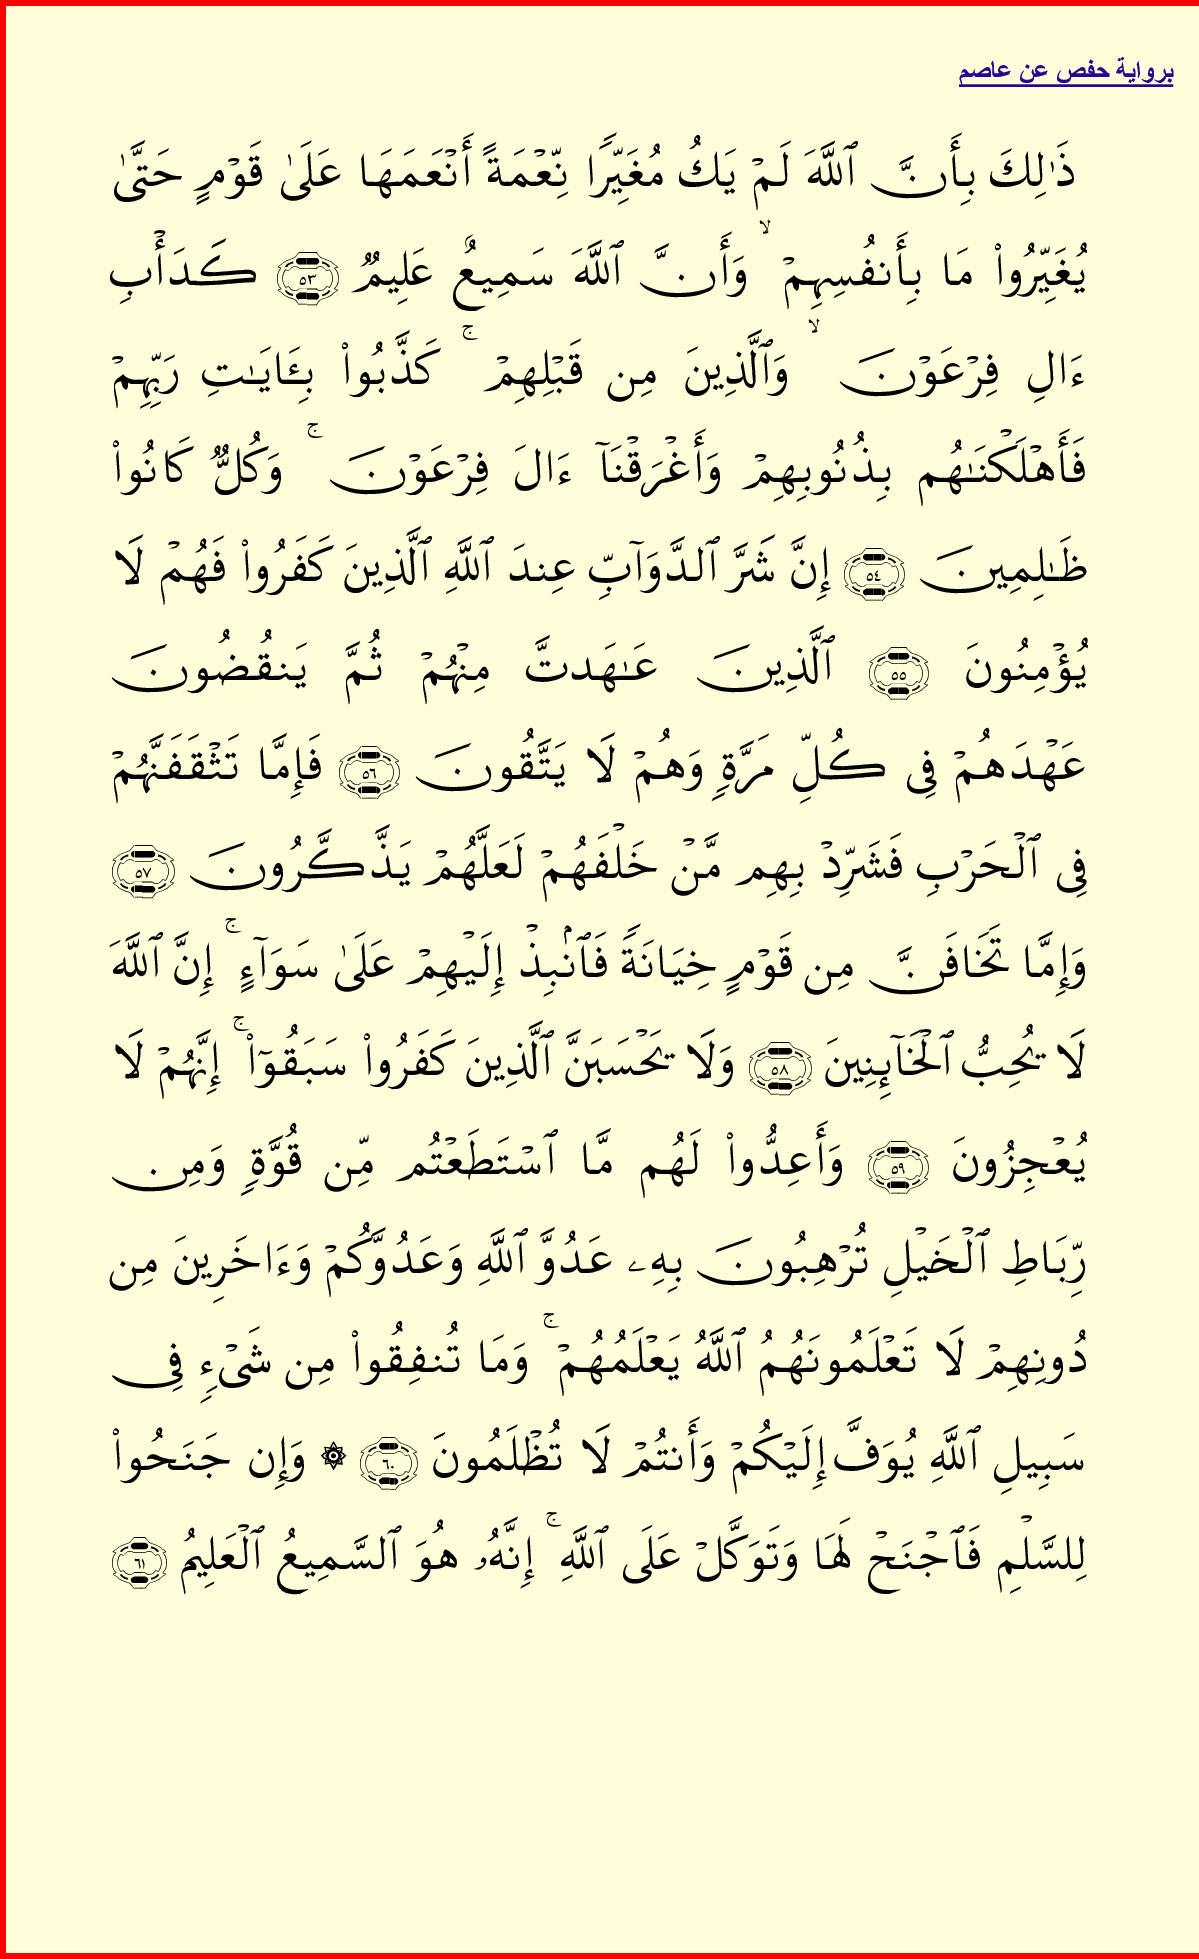 برواية حفص عن عاصم
ذَٰلِكَ بِأَنَّ ٱللَّهَ لَمۡ يَكُ مُغَيِّرٗا نِّعۡمَةً أَنۡعَمَهَا عَلَىٰ قَوۡمٍ حَتَّىٰ
يُغَيِّرُواْ مَا بِأَنفُسِهِمۡ ۙ وَأَنَّ ٱللَّهَ سَمِيعٌ عَلِيمٞ ٥٣ كَدَأۡبِ
ءَالِ فِرۡعَوۡنَ ۙ وَٱلَّذِينَ مِن قَبۡلِهِمۡ ۚ كَذَّبُواْ بِـَٔايَٰتِ رَبِّهِمۡ
فَأَهۡلَكۡنَٰهُم بِذُنُوبِهِمۡ وَأَغۡرَقۡنَآ ءَالَ فِرۡعَوۡنَ ۚ وَكُلّٞ كَانُواْ
ظَٰلِمِينَ ٥٤ إِنَّ شَرَّ ٱلدَّوَآبِّ عِندَ ٱللَّهِ ٱلَّذِينَ كَفَرُواْ فَهُمۡ لَا
يُؤۡمِنُونَ ٥٥ ٱلَّذِينَ عَٰهَدتَّ مِنۡهُمۡ ثُمَّ يَنقُضُونَ
عَهۡدَهُمۡ فِى كُلِّ مَرَّةٖ وَهُمۡ لَا يَتَّقُونَ ٥٦ فَإِمَّا تَثۡقَفَنَّهُمۡ
فِى ٱلۡحَرۡبِ فَشَرِّدۡ بِهِم مَّنۡ خَلۡفَهُمۡ لَعَلَّهُمۡ يَذَّكَّرُونَ ٥٧
وَإِمَّا تَخَافَنَّ مِن قَوۡمٍ خِيَانَةٗ فَٱنۢبِذۡ إِلَيۡهِمۡ عَلَىٰ سَوَآءٍ ۚ إِنَّ ٱللَّهَ
لَا يُحِبُّ ٱلۡخَآئِنِينَ ٥٨ وَلَا يَحۡسَبَنَّ ٱلَّذِينَ كَفَرُواْ سَبَقُوٓاْ ۚ إِنَّهُمۡ لَا
يُعۡجِزُونَ ٥٩ وَأَعِدُّواْ لَهُم مَّا ٱسۡتَطَعۡتُم مِّن قُوَّةٖ وَمِن
رِّبَاطِ ٱلۡخَيۡلِ تُرۡهِبُونَ بِهِۦ عَدُوَّ ٱللَّهِ وَعَدُوَّكُمۡ وَءَاخَرِينَ مِن
دُونِهِمۡ لَا تَعۡلَمُونَهُمُ ٱللَّهُ يَعۡلَمُهُمۡ ۚ وَمَا تُنفِقُواْ مِن شَىۡءٖ فِى
سَبِيلِ ٱللَّهِ يُوَفَّ إِلَيۡكُمۡ وَأَنتُمۡ لَا تُظۡلَمُونَ ٦٠ ۞ وَإِن جَنَحُواْ
لِلسَّلۡمِ فَٱجۡنَحۡ لَهَا وَتَوَكَّلۡ عَلَى ٱللَّهِ ۚ إِنَّهُۥ هُوَ ٱلسَّمِيعُ ٱلۡعَلِيمُ ٦١